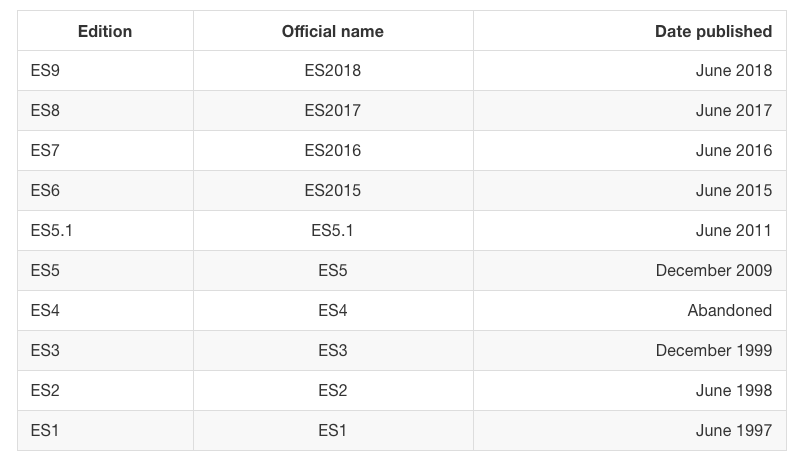 Edition Official name Date published
ES9 ES2018 June 2018
ES8 ES2017 June 2017
ES7 ES2016 June 2016
ES6 ES2015 June 2015
ES5.1 ES5.1 June 2011
ES5 ES5 December 2009
ES4 ES4 Abandoned
ES3 ES3 December 1999
ES2 ES2 June 1998
ES1 ES1 June 1997